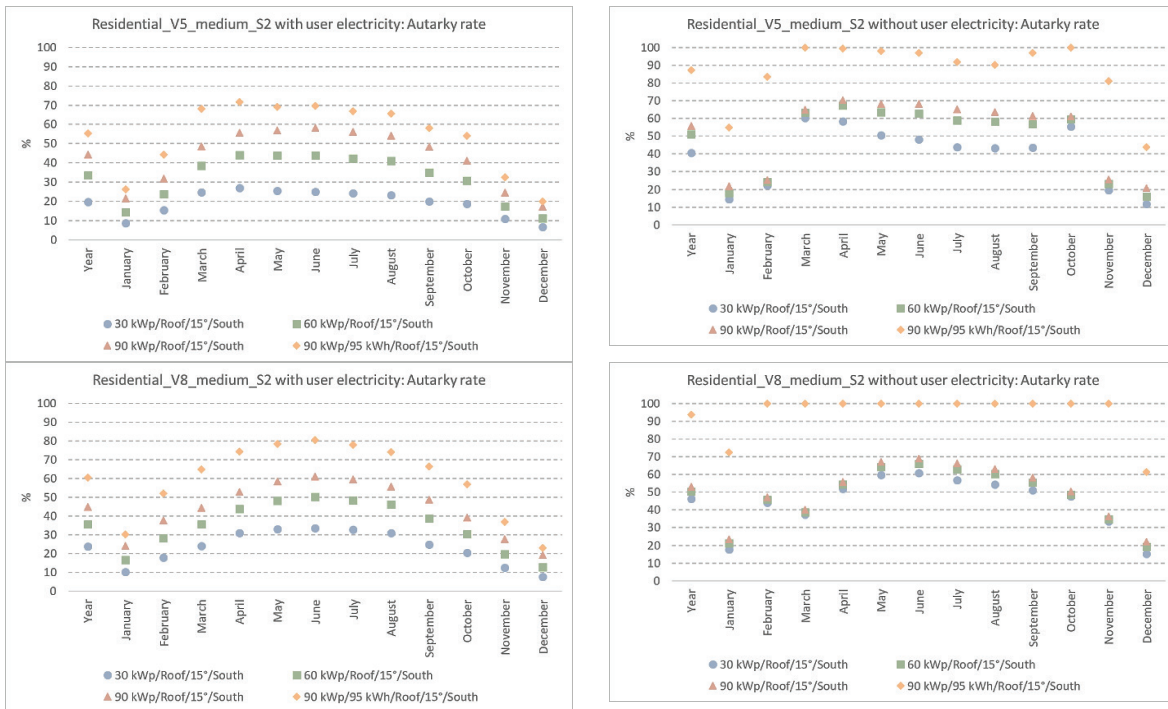 Residential_V5_medium_S2 with user electricity: Autarky rate
100
90
80
70
60
50
40
30
20
10
0
%
Year
January
February
March
April
May
June
July
August
September
October
November
December
30 kWp/Roof/15°/South
60 kWp/Roof/15°/South
90 kWp/Roof/15°/South
90 kWp/95 kWh/Roof/15°/South
Residential_V5_medium_S2 without user electricity: Autarky rate
100
90
80
70
60
50
40
30
20
10
0
%
Year
January
February
March
April
May
June
July
August
September
October
November
December
30 kWp/Roof/15°/South
60 kWp/Roof/15°/South
90 kWp/Roof/15°/South
90 kWp/95 kWh/Roof/15°/South
Residential_V8_medium_S2 with user electricity: Autarky rate
100
90
80
70
60
50
40
30
20
10
0
%
Year
January
February
March
April
May
June
July
August
September
October
November
December
30 kWp/Roof/15°/South
60 kWp/Roof/15°/South
90 kWp/Roof/15°/South
90 kWp/95 kWh/Roof/15°/South
Residential_V8_medium_S2 without user electricity: Autarky rate
100
90
80
70
60
50
40
30
20
10
0
%
Year
January
February
March
April
May
June
July
August
September
October
November
December
30 kWp/Roof/15°/South
60 kWp/Roof/15°/South
90 kWp/Roof/15°/South
90 kWp/95 kWh/Roof/15°/South